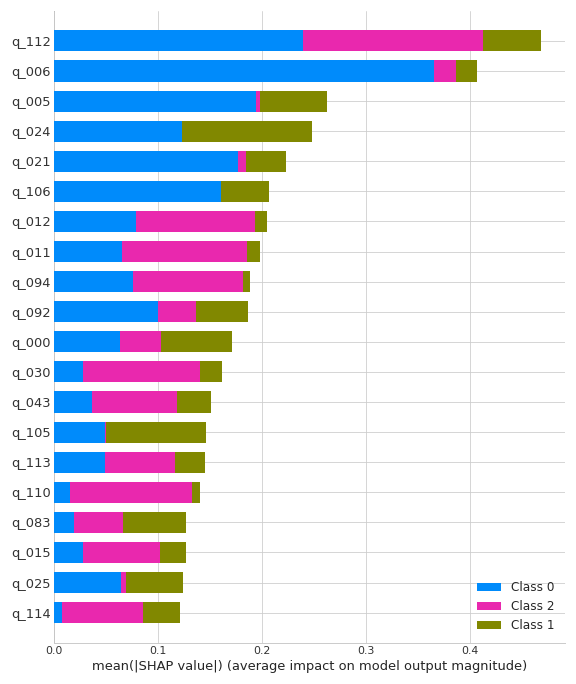 q_112
q_006
q_005
q_024
q_021
q_106
q_012
q_011
q_094
q_092
q_000
q_030
q_043
q_105
q_113
q_110
q_083
q_015
q_025
q_114
Class 0
Class 2
Class 1
0.0 0.1 0.2 0.3 0.4
mean(|SHAP value|) (average impact on model output magnitude)